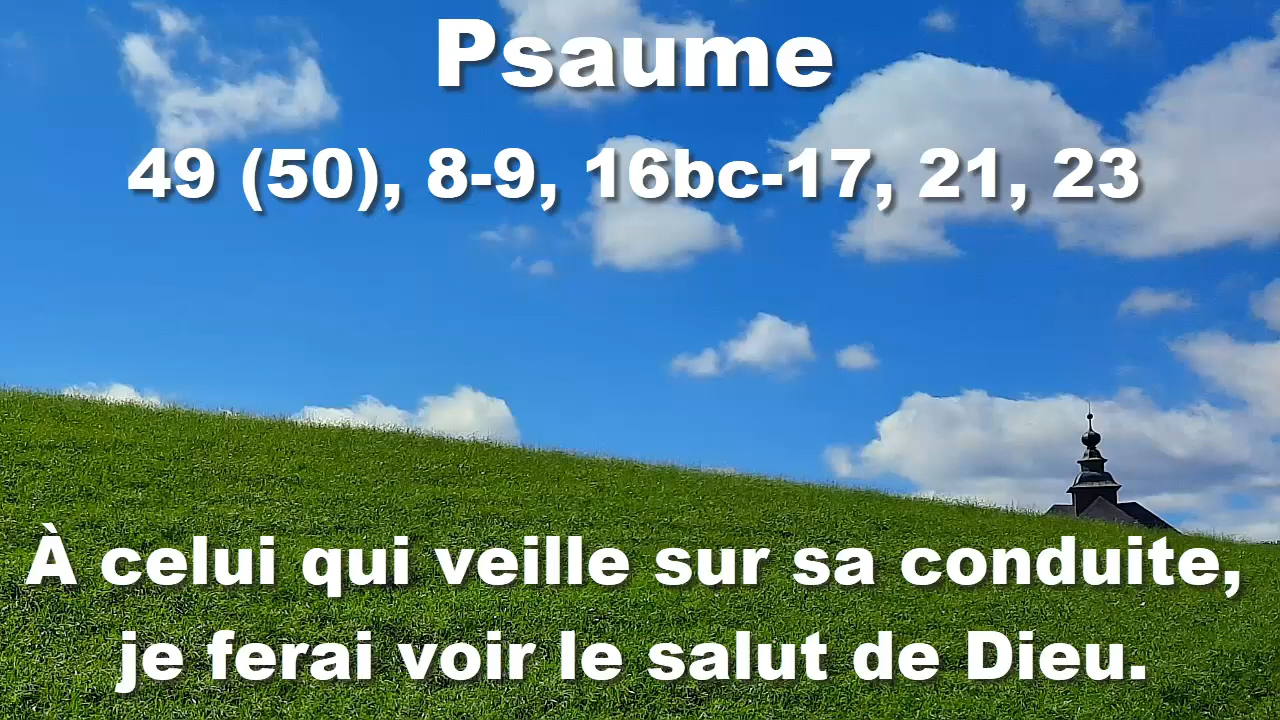 Psaume
49 (50), 8-9, 16bc-17, 21, 23
À celui qui veille sur sa conduite,
je ferai voir le salut de Dieu.